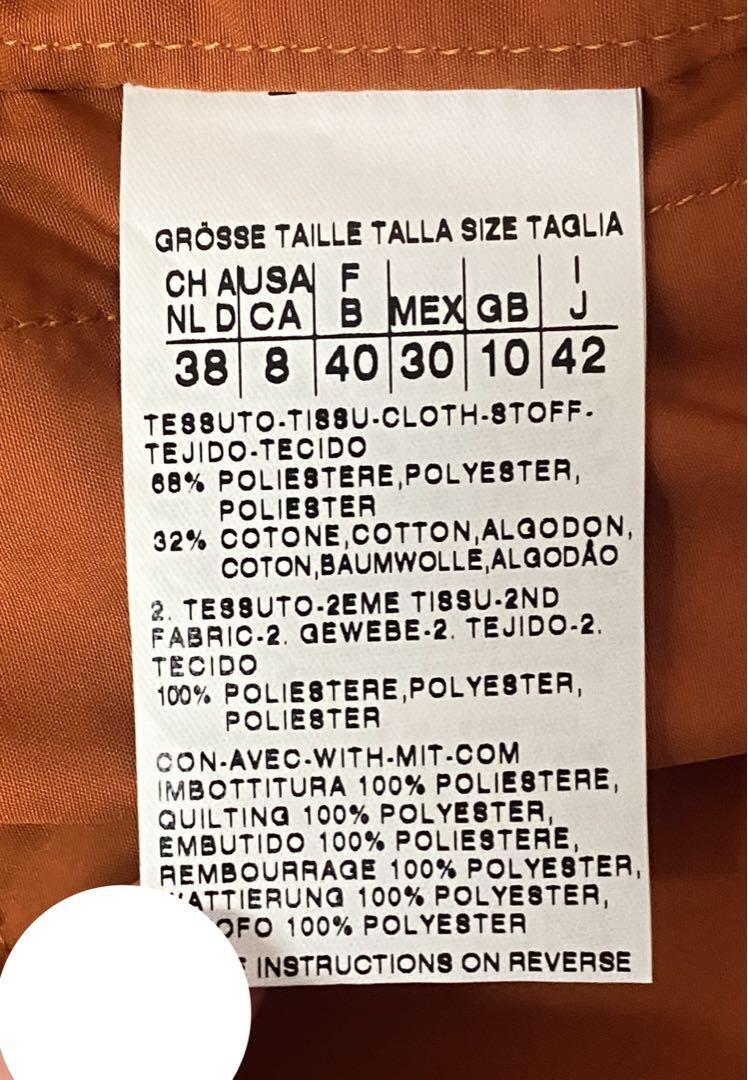 GRÖSSE TAILLE TALLA SIZE TAGLIA
CH A USA F I
NL D CA B MEX GB J
38 8 40 30 10 42
TESSUTO-TISSU-CLOTH-STOFF-
TEJIDO-TECIDO
68% POLIESTERE,POLYESTER,
POLIESTER
32% COTONE,COTTON,ALGODON,
COTON,BAUMWOLLE,ALGODÃO
2. TESSUTO-2EME TISSU-2ND
FABRIC-2. GEWEBE-2. TEJIDO-2.
TECIDO
100% POLIESTERE,POLYESTER,
POLIESTER
CON-AVEC-WITH-MIT-COM
IMBOTTITURA 100% POLIESTERE,
QUILTING 100% POLYESTER,
EMBUTIDO 100% POLIESTERE,
REMBOURRAGE 100% POLYESTER,
100% POLYESTER,
100% POLYESTER
INSTRUCTIONS ON REVERSE